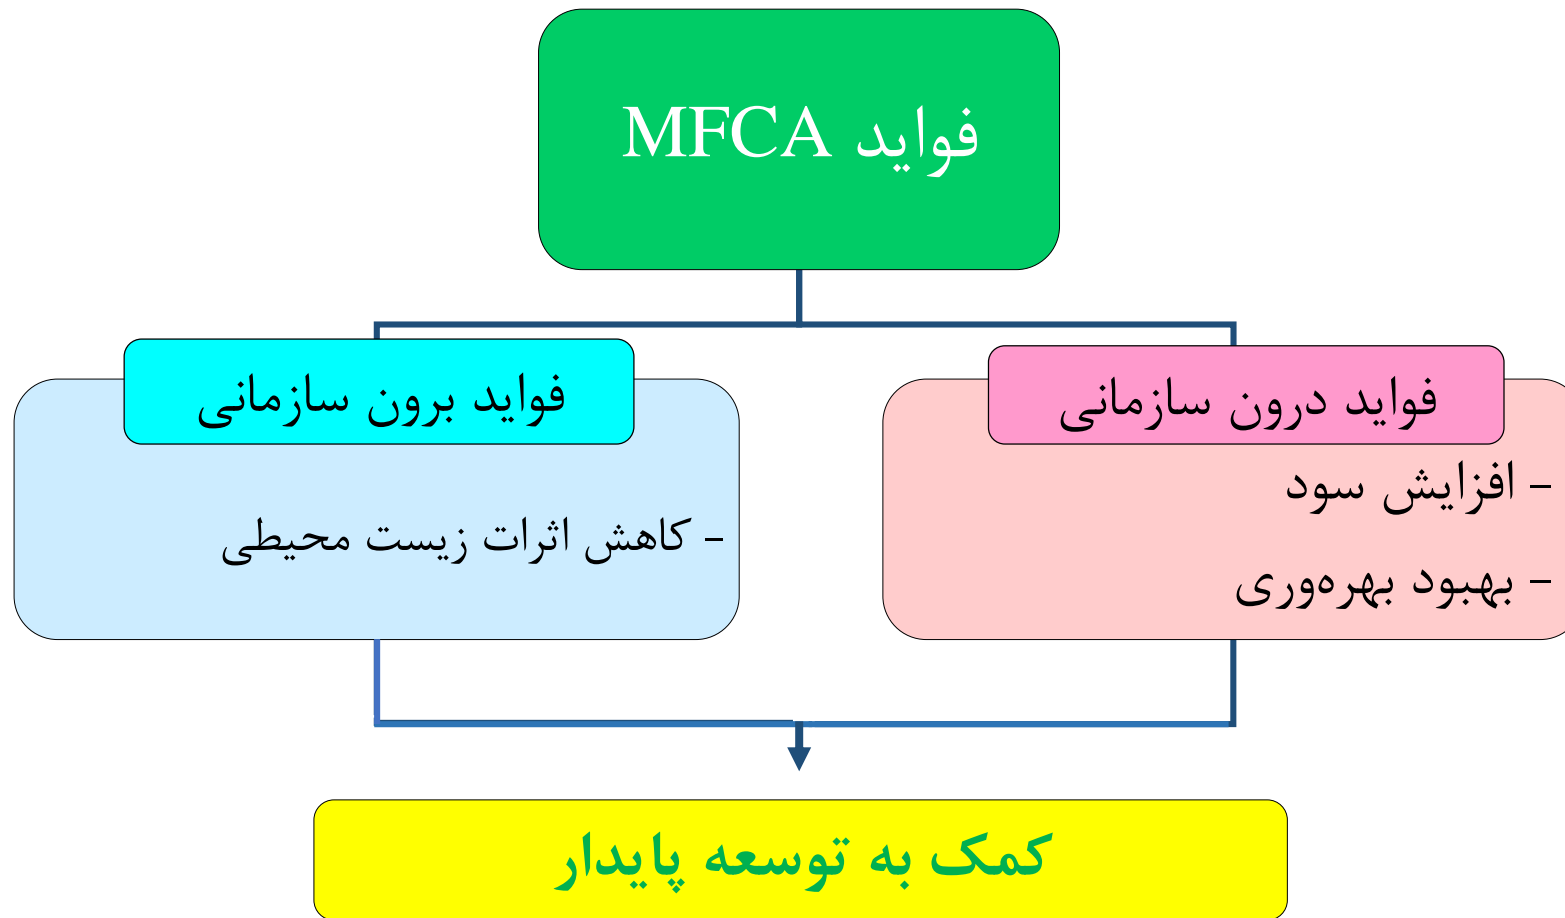 فواید MFCA
فواید درون سازمانی
- افزایش سود
- بهبود بهره‌وری
فواید برون سازمانی
- کاهش اثرات زیست محیطی
کمک به توسعه پایدار